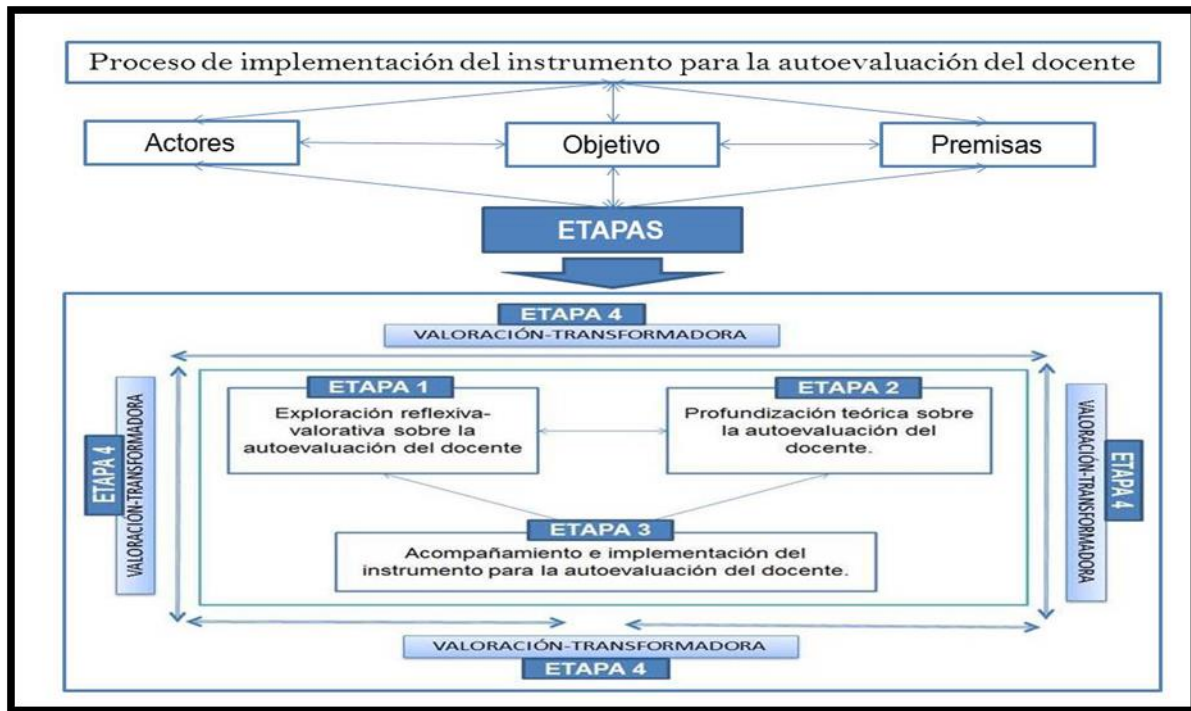 Proceso de implementación del instrumento para la autoevaluación del docente
Actores
Objetivo
Premisas
ETAPAS
ETAPA 4
VALORACIÓN-TRANSFORMADORA
ETAPA 4
VALORACIÓN-TRANSFORMADORA
ETAPA 1
Exploración reflexiva-
valorativa sobre la
autoevaluación del docente
ETAPA 2
Profundización teórica sobre
la autoevaluación del
docente.
ETAPA 3
Acompañamiento e implementación del
instrumento para la autoevaluación del docente.
VALORACIÓN-TRANSFORMADORA
ETAPA 4
VALORACIÓN-TRANSFORMADORA
ETAPA 4